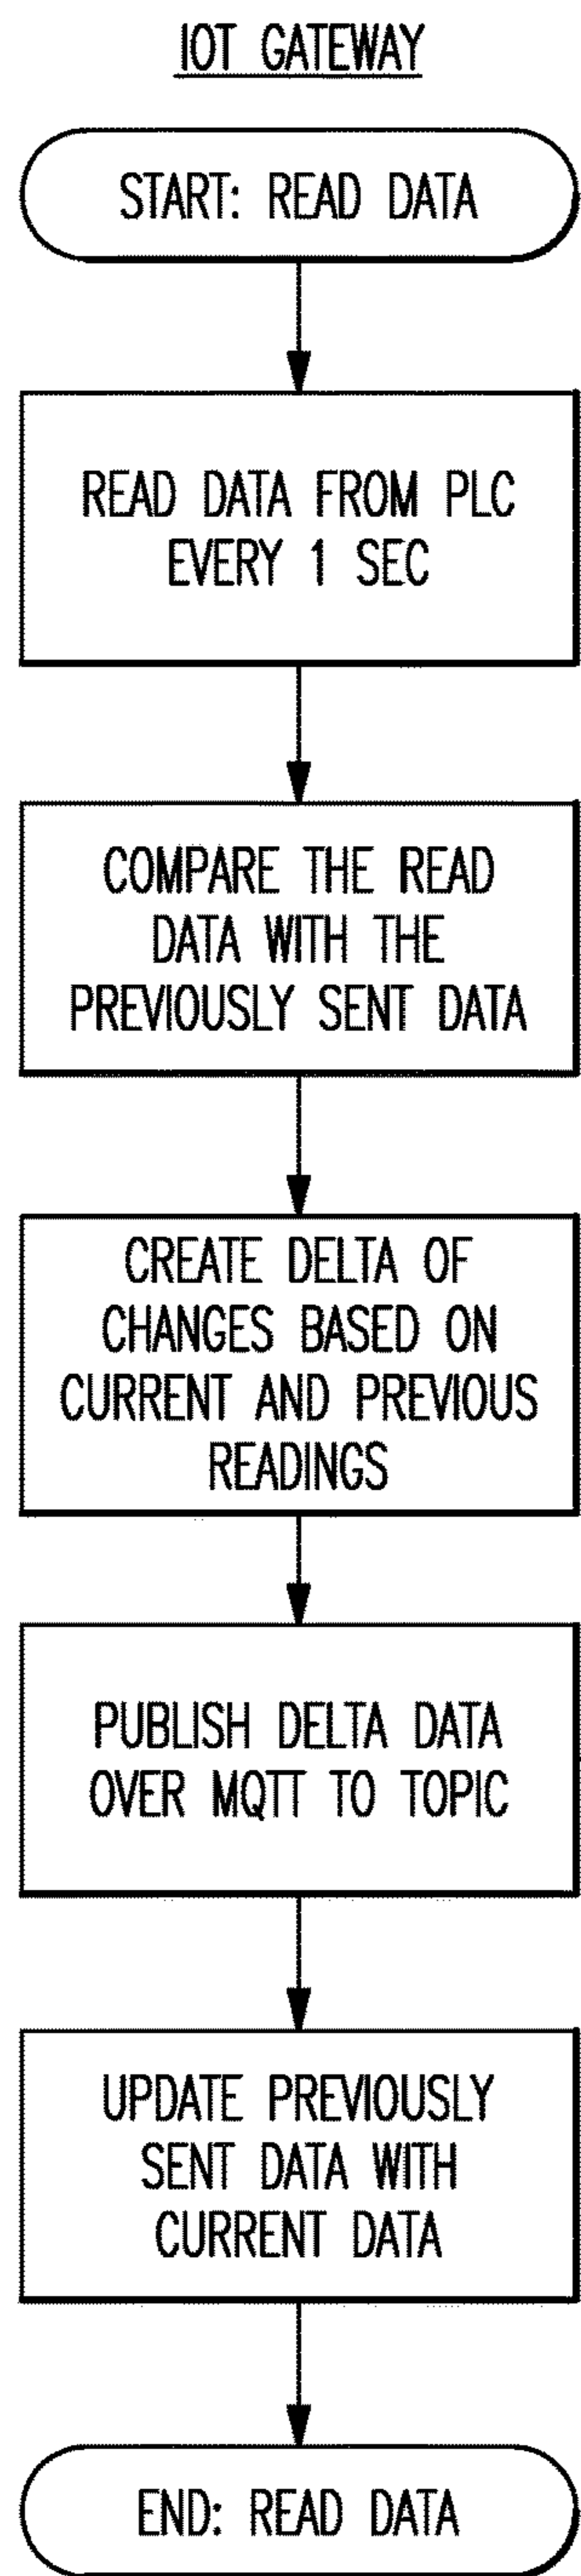 IOT GATEWAY
START: READ DATA
READ DATA FROM PLC
EVERY 1 SEC
COMPARE THE READ
DATA WITH THE
PREVIOUSLY SENT DATA
CREATE DELTA OF
CHANGES BASED ON
CURRENT AND PREVIOUS
READINGS
PUBLISH DELTA DATA
OVER MQTT TO TOPIC
UPDATE PREVIOUSLY
SENT DATA WITH
CURRENT DATA
END: READ DATA